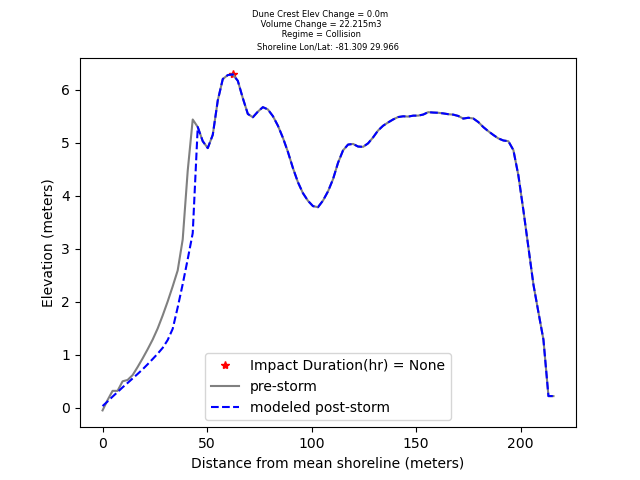 Dune Crest Elev Change = 0.0m
Volume Change = 22.215m3
Regime = Collision
Shoreline Lon/Lat: -81.309 29.966
Elevation (meters)
6
5
4
3
2
1
0
Impact Duration(hr) = None
pre-storm
modeled post-storm
0
50
100
150
200
Distance from mean shoreline (meters)